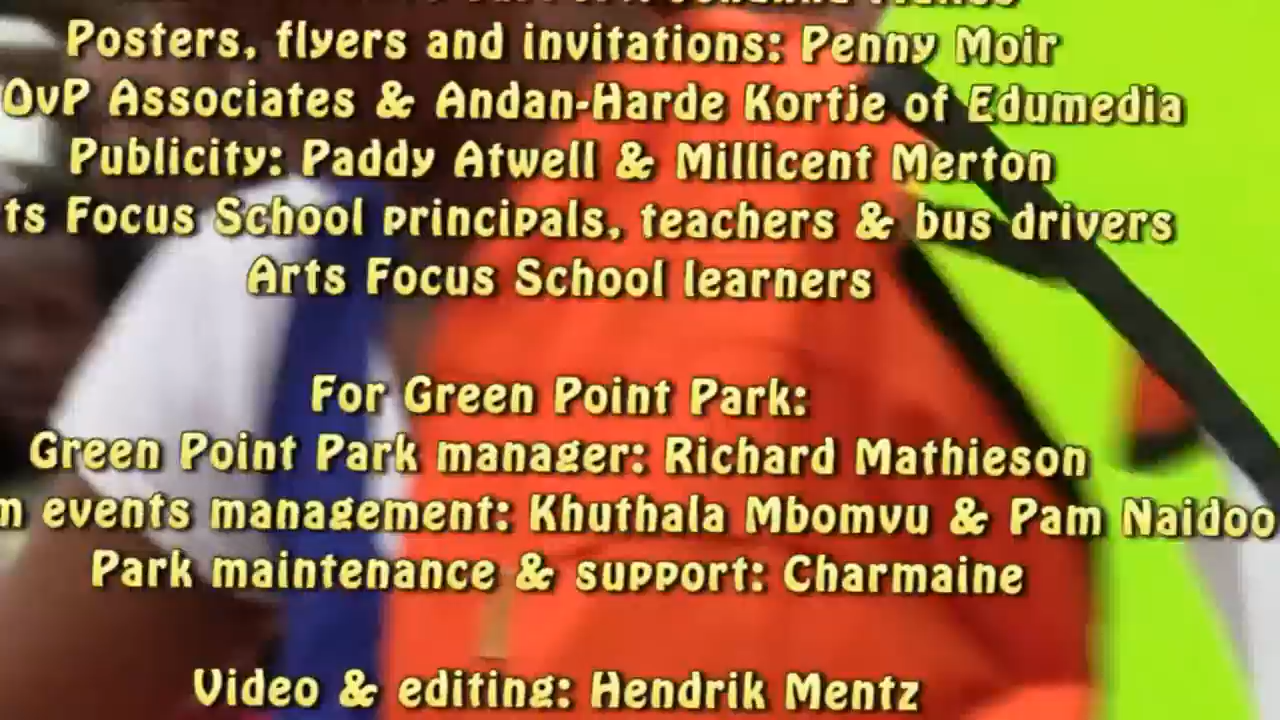 Posters, flyers and invitations: Penny Moir
OvP Associates & Andan-Harde Kortje of Edumedia
Publicity: Paddy Atwell & Millicent Merton
ts Focus School principals, teachers & bus drivers
Arts Focus School learners
For Green Point Park:
Green Point Park manager: Richard Mathieson
events management: Khuthala Mbomvu & Pam Naidoo
Park maintenance & support: Charmaine
Video & editing: Hendrik Mentz